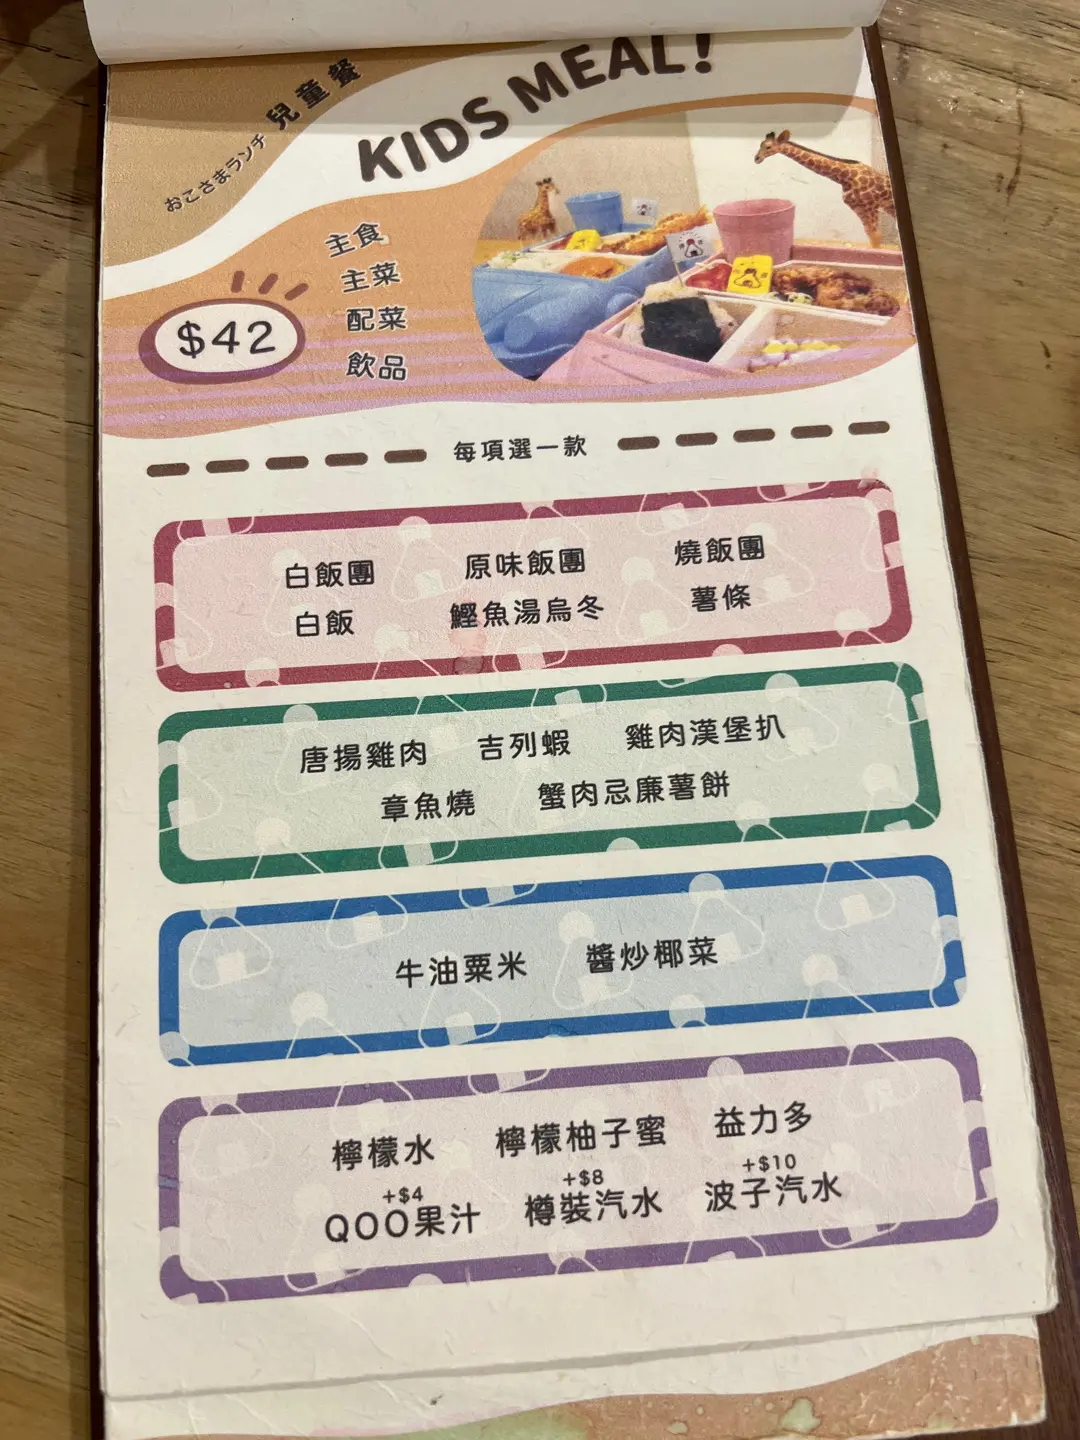 おこさまランチ 兒童餐
KIDS MEAL!
主食
主菜
配菜
飲品
$42
每項選一款
白飯團 原味飯團 燒飯團
白飯 鰹魚湯烏冬 薯條
唐揚雞肉 吉列蝦 雞肉漢堡扒
章魚燒 蟹肉忌廉薯餅
牛油粟米 醬炒椰菜
檸檬水 檸檬柚子蜜 益力多
+$4 +$8 +$10
QOO果汁 樽裝汽水 波子汽水